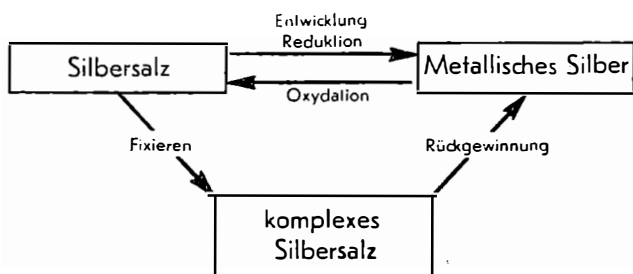 Entwicklung
Reduktion
Silbersalz
Metallisches Silber
Oxydation
Fixieren
Rückgewinnung
komplexes
Silbersalz